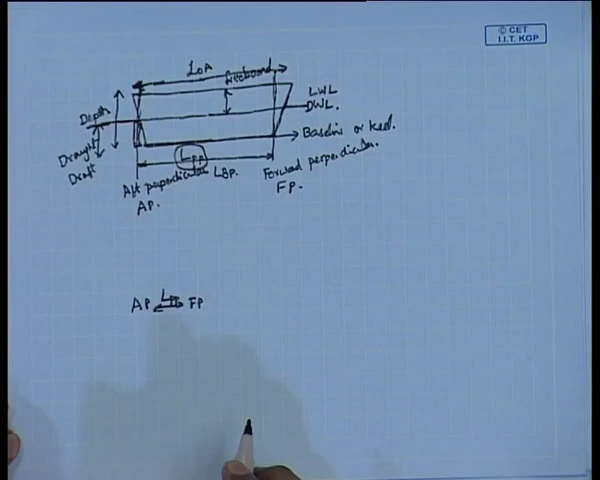 © CET
I.I.T. KGP
LOA
freeboard
LWL
DWL.
Depth
Baseline or keel.
Draught
Draft
Lpp
LBP.
Aft perpendicular
AP.
Forward perpendicular.
FP.
AP Lpp FP